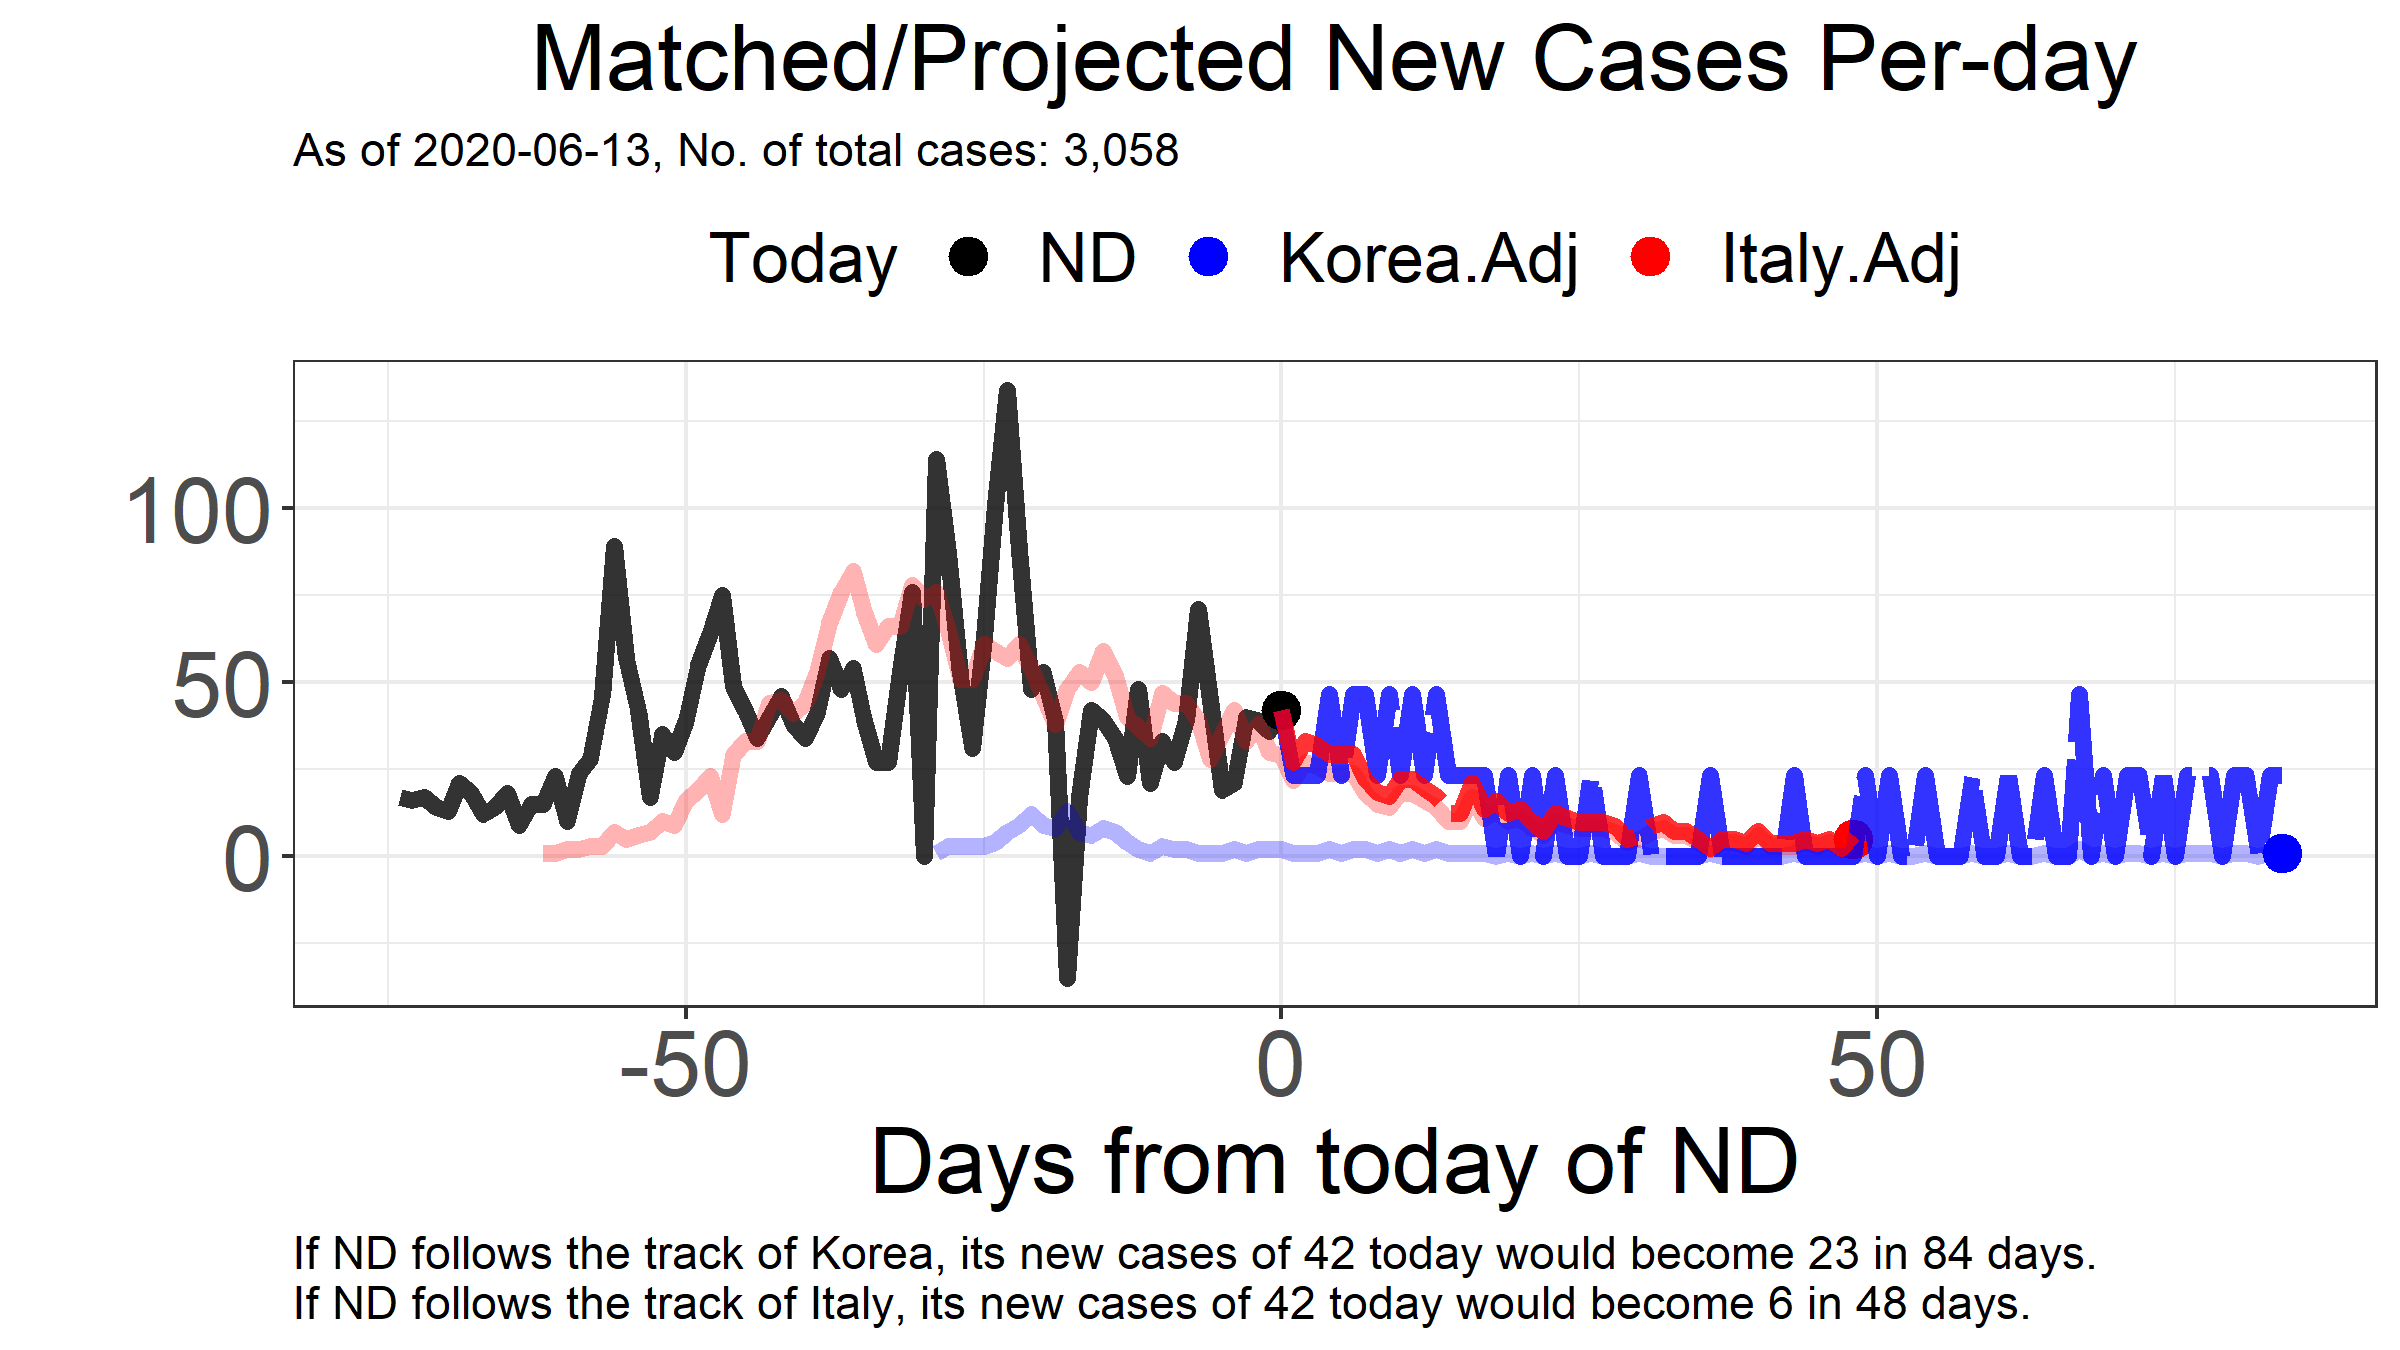 Matched/Projected New Cases Per-day
As of 2020-06-13, No. of total cases: 3,058
Today ND Korea.Adj Italy.Adj
100
50
0
-50 0 50
Days from today of ND
If ND follows the track of Korea, its new cases of 42 today would become 23 in 84 days.
If ND follows the track of Italy, its new cases of 42 today would become 6 in 48 days.